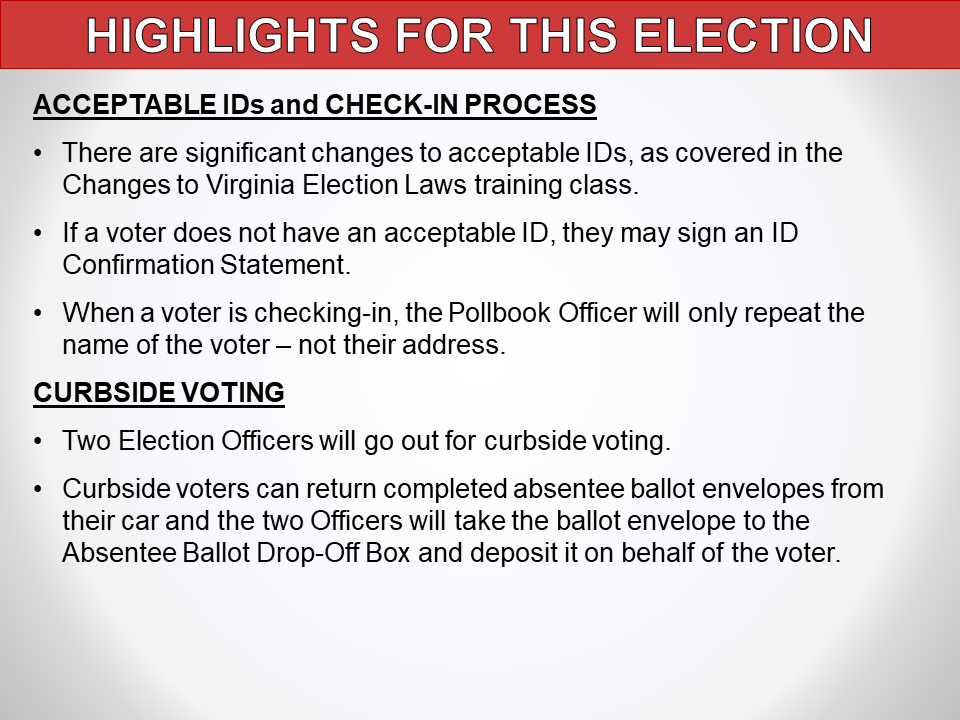 HIGHLIGHTS FOR THIS ELECTION
ACCEPTABLE IDs and CHECK-IN PROCESS
• There are significant changes to acceptable IDs, as covered in the
Changes to Virginia Election Laws training class.
• If a voter does not have an acceptable ID, they may sign an ID
Confirmation Statement.
• When a voter is checking-in, the Pollbook Officer will only repeat the
name of the voter – not their address.
CURBSIDE VOTING
• Two Election Officers will go out for curbside voting.
• Curbside voters can return completed absentee ballot envelopes from
their car and the two Officers will take the ballot envelope to the
Absentee Ballot Drop-Off Box and deposit it on behalf of the voter.